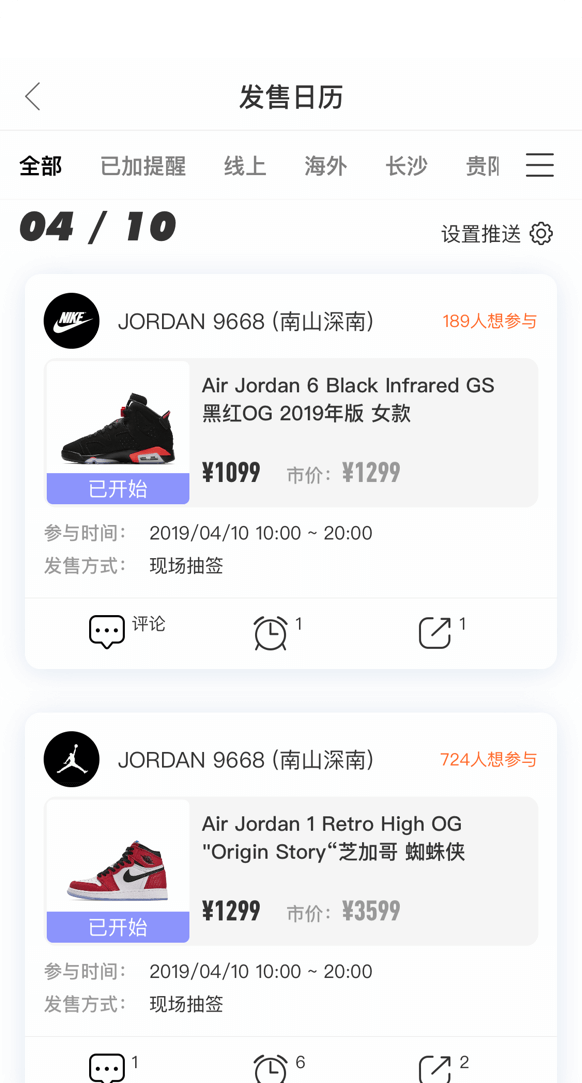 发售日历
全部 已加提醒 线上 海外 长沙 贵阳
04 / 10
设置推送
NIKE
JORDAN 9668 (南山深南)
189人想参与
Air Jordan 6 Black Infrared GS
黑红OG 2019年版 女款
¥1099 市价：¥1299
已开始
参与时间： 2019/04/10 10:00 ~ 20:00
发售方式： 现场抽签
评论 1 1
JORDAN 9668 (南山深南)
724人想参与
Air Jordan 1 Retro High OG
"Origin Story“芝加哥 蜘蛛侠
¥1299 市价：¥3599
已开始
参与时间： 2019/04/10 10:00 ~ 20:00
发售方式： 现场抽签
1 6 2